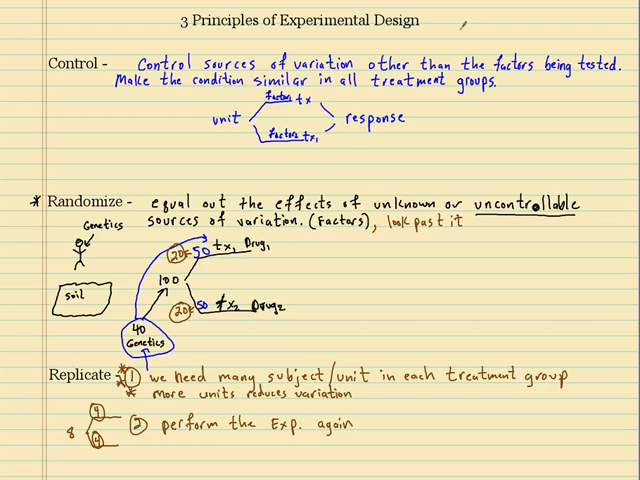 3 Principles of Experimental Design
Control - Control sources of variation other than the factors being tested.
Make the condition similar in all treatment groups.
Factor1 tx
unit response
Factor2 tx1
* Randomize - equal out the effects of unknown or uncontrollable
sources of variation. (Factors), look past it
Genetics
20 50 tx1 Drug1
100
soil
20 50 tx2 Drug2
40
Genetics
Replicate - * 1 we need many subject/unit in each treatment group
* more units reduces variation
4
8 2 perform the Exp. again
4